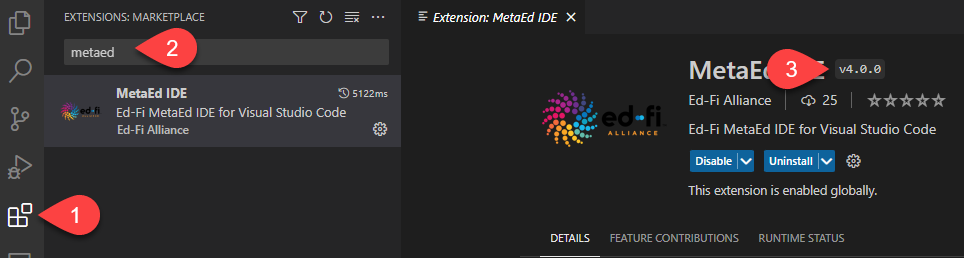 EXTENSIONS: MARKETPLACE
metaed
2
MetaEd IDE
5122ms
Ed-Fi MetaEd IDE for Visual Studio Code
Ed-Fi Alliance
1
Extension: MetaEd IDE
ed-fi
ALLIANCE
MetaEd IDE
3
v4.0.0
Ed-Fi Alliance
25
Ed-Fi MetaEd IDE for Visual Studio Code
Disable
Uninstall
This extension is enabled globally.
DETAILS
FEATURE CONTRIBUTIONS
RUNTIME STATUS